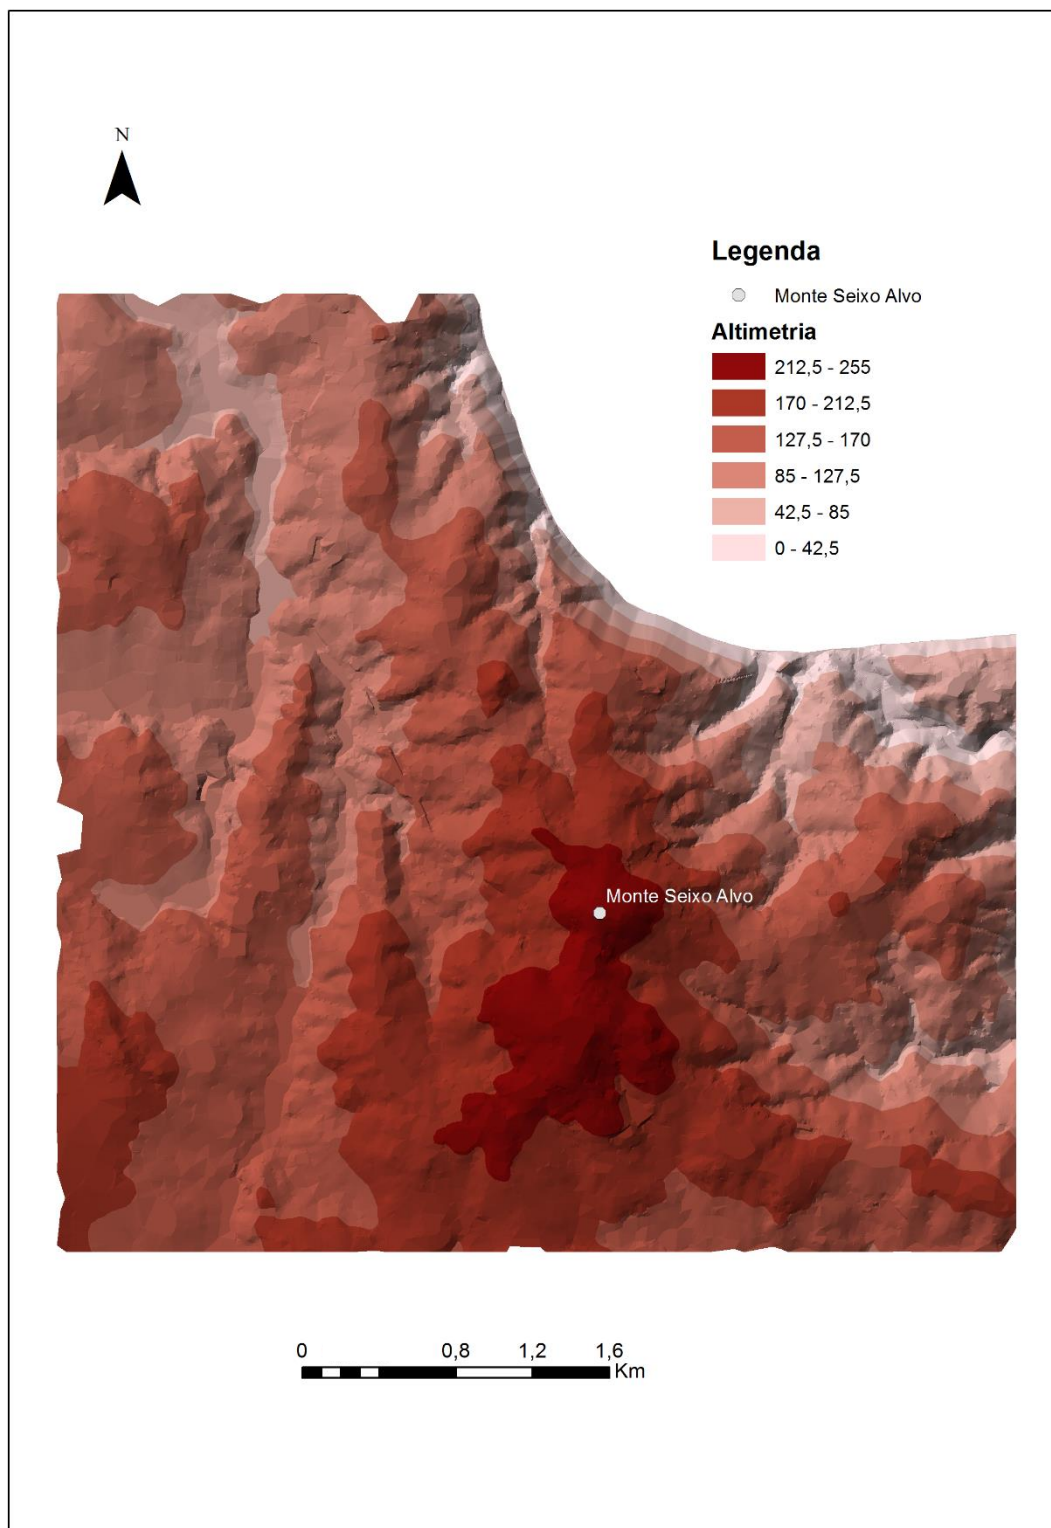 N
Legenda
Monte Seixo Alvo
Altimetria
212,5 - 255
170 - 212,5
127,5 - 170
85 - 127,5
42,5 - 85
0 - 42,5
Monte Seixo Alvo
0 0,8 1,2 1,6
Km